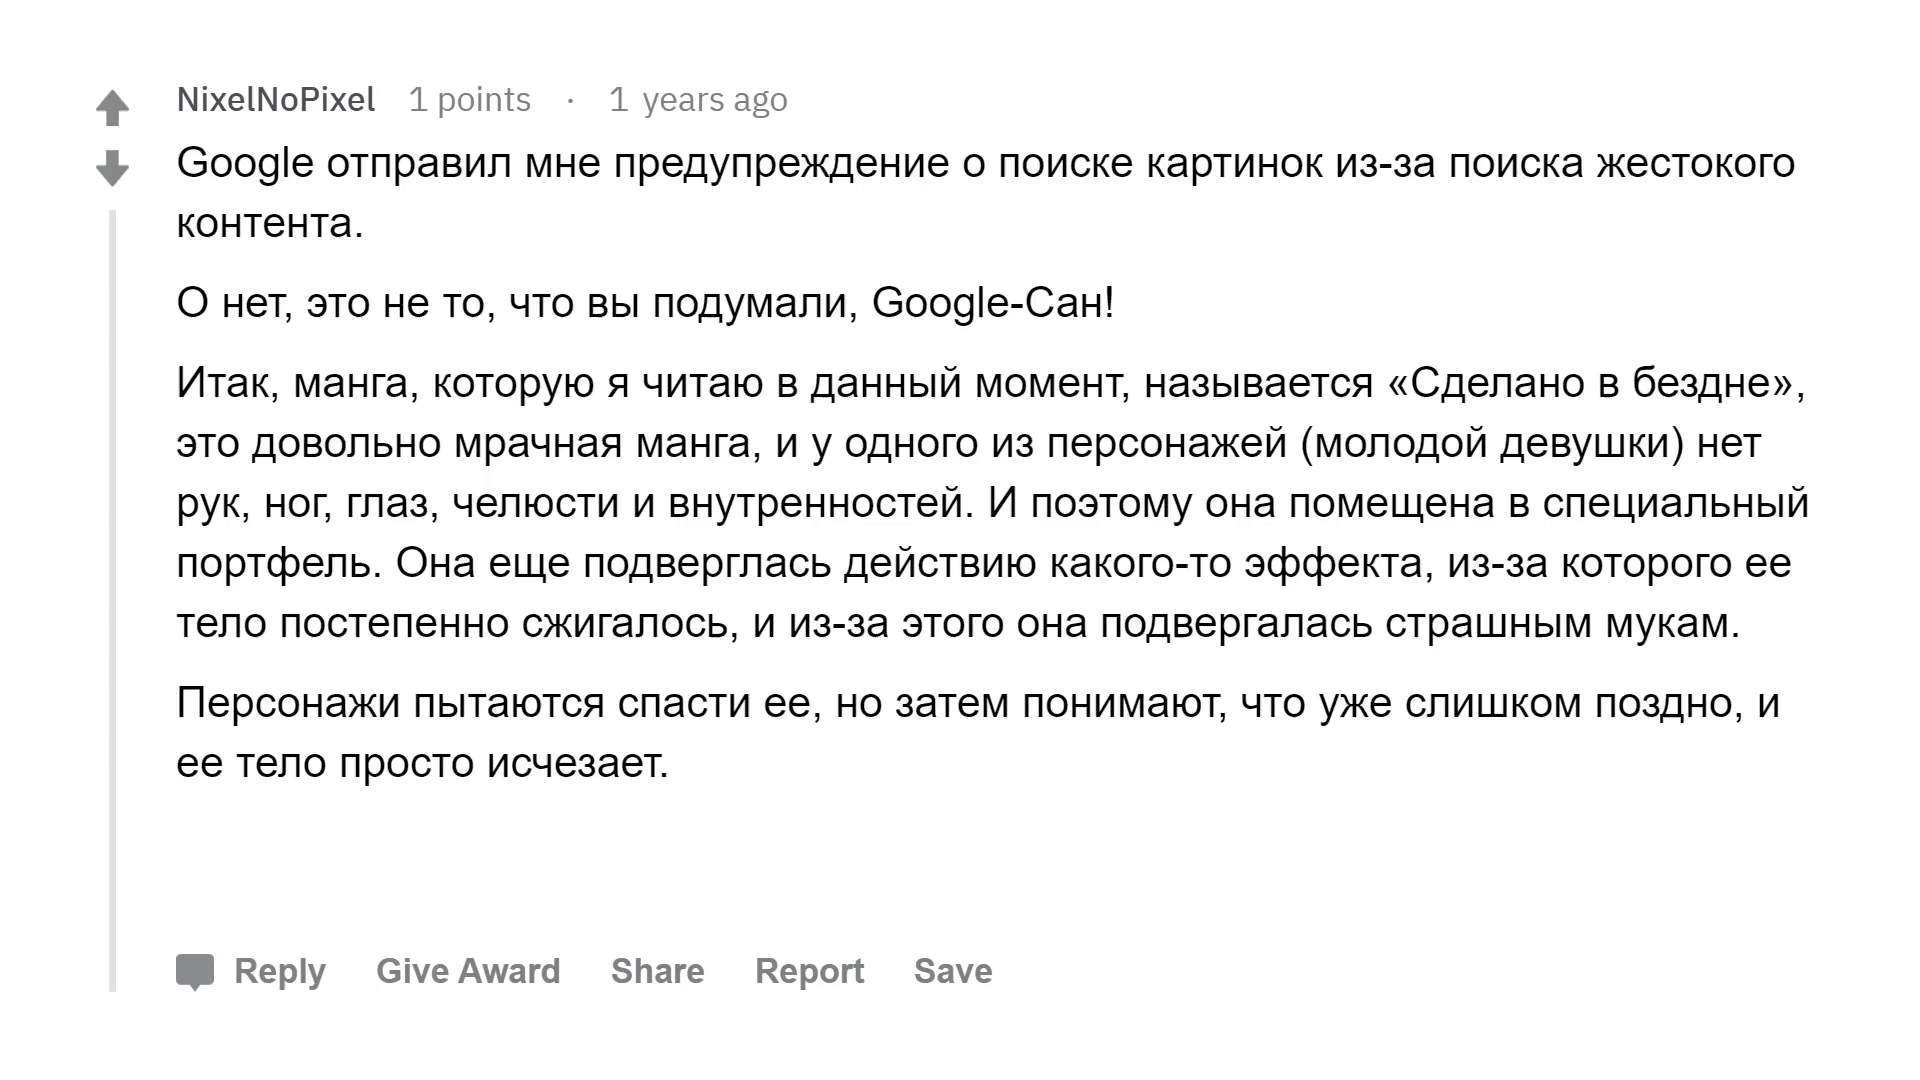 NixelNoPixel 1 points · 1 years ago
Google отправил мне предупреждение о поиске картинок из-за поиска жестокого
контента.
О нет, это не то, что вы подумали, Google-Сан!
Итак, манга, которую я читаю в данный момент, называется «Сделано в бездне»,
это довольно мрачная манга, и у одного из персонажей (молодой девушки) нет
рук, ног, глаз, челюсти и внутренностей. И поэтому она помещена в специальный
портфель. Она еще подверглась действию какого-то эффекта, из-за которого ее
тело постепенно сжигалось, и из-за этого она подвергалась страшным мукам.
Персонажи пытаются спасти ее, но затем понимают, что уже слишком поздно, и
ее тело просто исчезает.
Reply Give Award Share Report Save